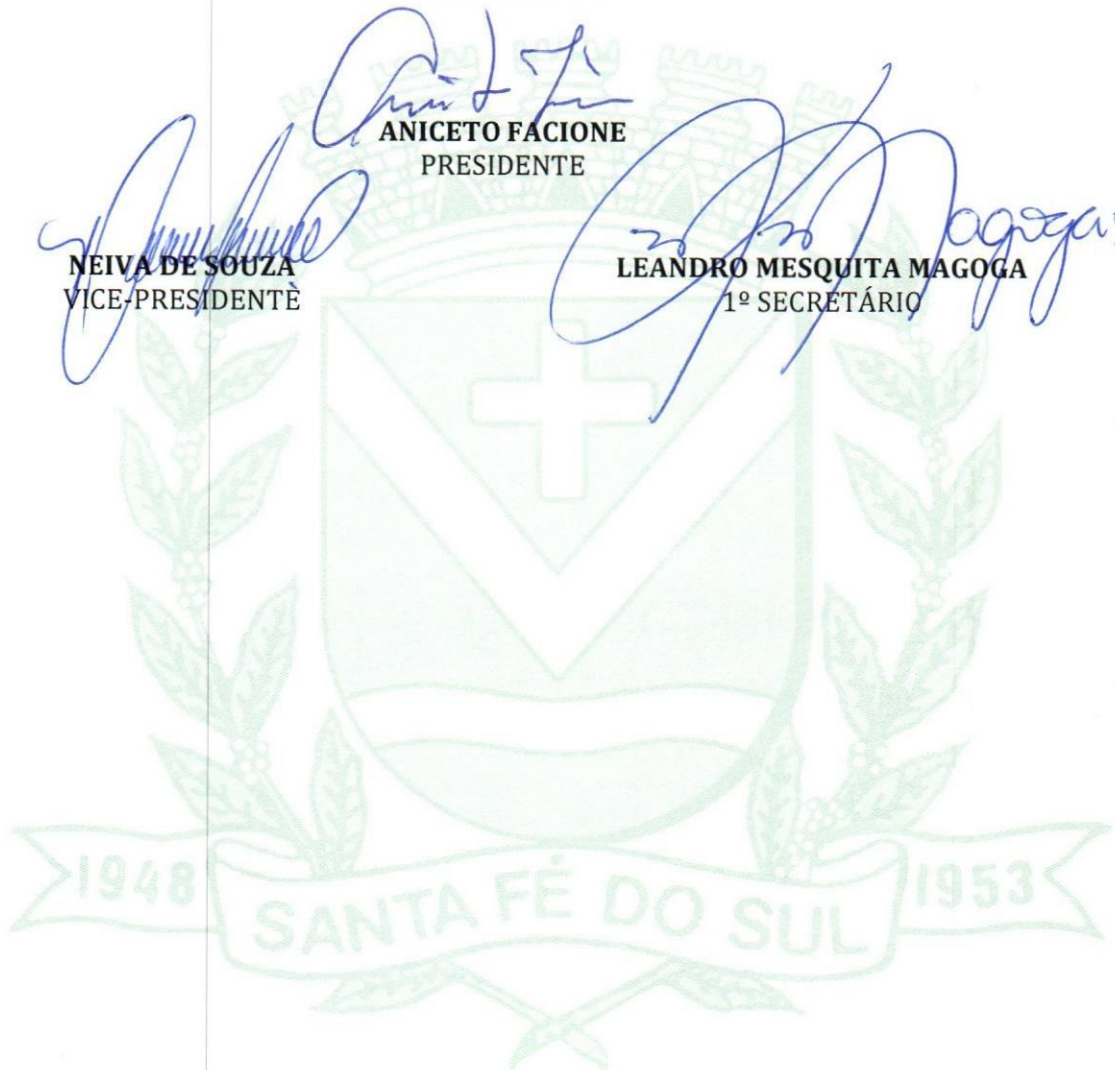 ANICETO FACIONE
PRESIDENTE
NEIVA DE SOUZA
VICE-PRESIDENTE
LEANDRO MESQUITA MAGOGA
1º SECRETÁRIO
Magoga
1948
SANTA FÉ DO SUL
1953